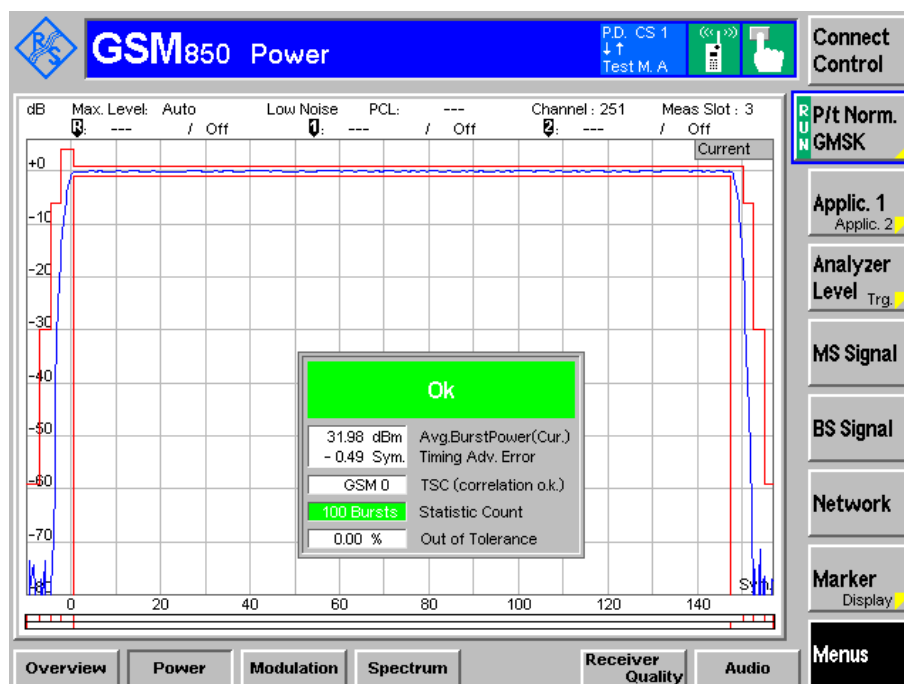 R&S
GSM850 Power
P.D. CS 1
Test M. A
Connect Control
dB Max. Level: Auto Low Noise PCL: --- Channel : 251 Meas Slot : 3
R: --- / Off 1: --- / Off 2: --- / Off
Current
RUN
P/t Norm. GMSK
+0
-10
-20
-30
-40
-50
-60
-70
-80
Applic. 1
Applic. 2
Analyzer Level
Trg.
MS Signal
BS Signal
Network
Marker
Display
Menus
Ok
31.98 dBm Avg.BurstPower(Cur.)
- 0.49 Sym. Timing Adv. Error
GSM 0 TSC (correlation o.k.)
100 Bursts Statistic Count
0.00 % Out of Tolerance
Sym.
0 20 40 60 80 100 120 140
Overview Power Modulation Spectrum Receiver Quality Audio